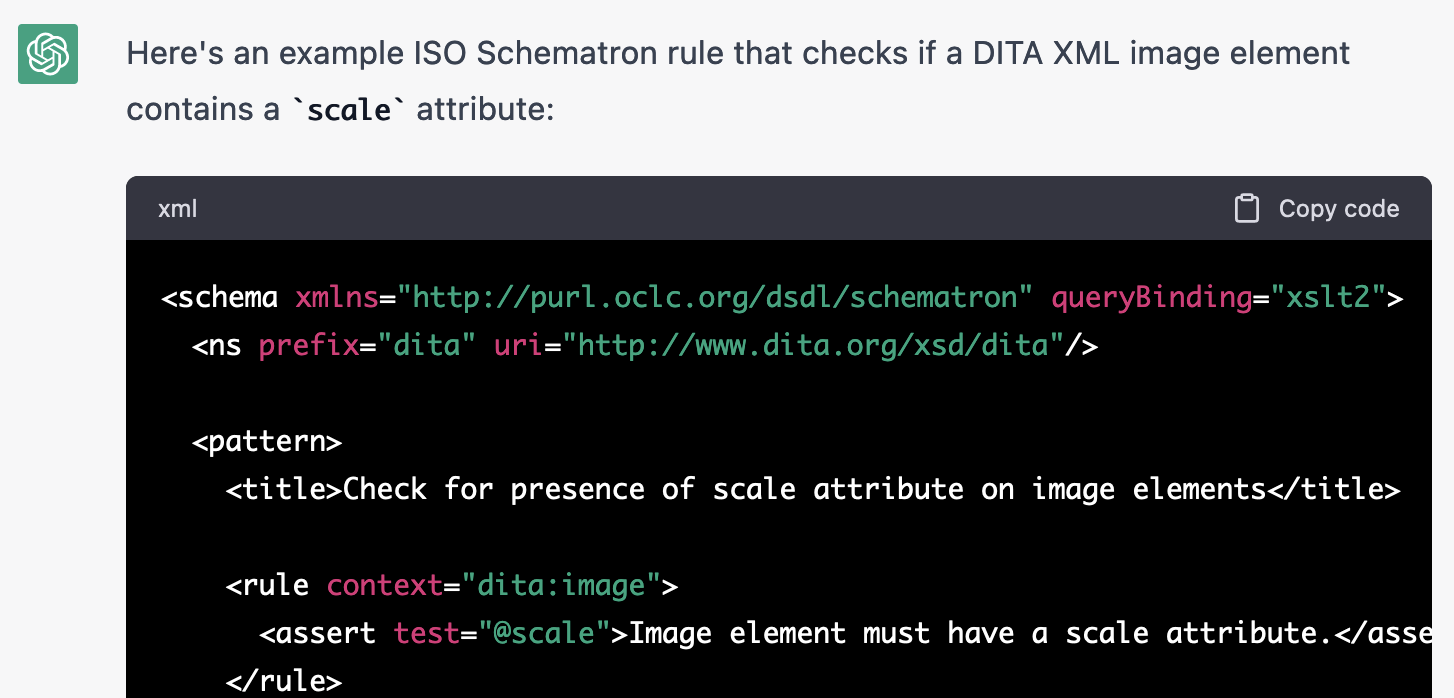 Here's an example ISO Schematron rule that checks if a DITA XML image element
contains a `scale` attribute:
xml
Copy code
<schema xmlns="http://purl.oclc.org/dsdl/schematron" queryBinding="xslt2">
<ns prefix="dita" uri="http://www.dita.org/xsd/dita"/>
<pattern>
<title>Check for presence of scale attribute on image elements</title>
<rule context="dita:image">
<assert test="@scale">Image element must have a scale attribute.</asse
</rule>